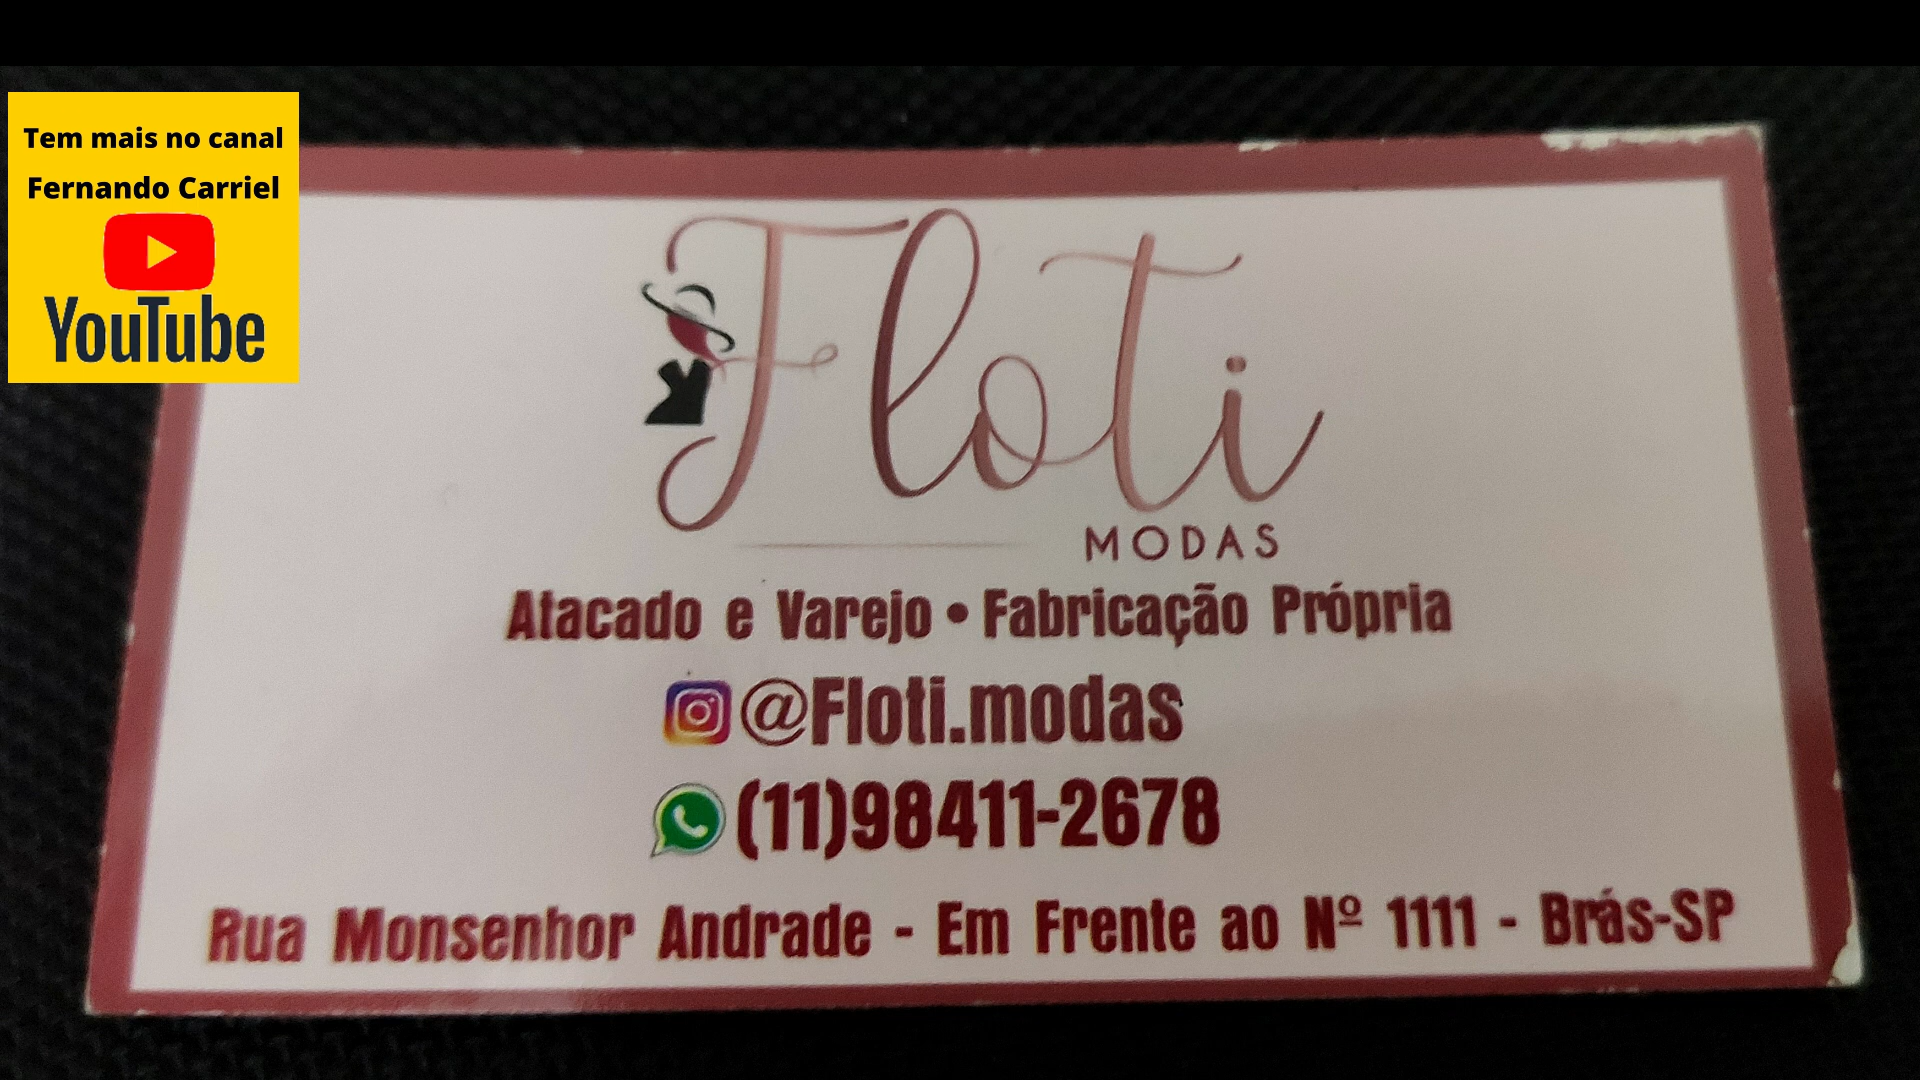 Tem mais no canal
Fernando Carriel
YouTube
Floti
MODAS
Atacado e Varejo • Fabricação Própria
@Floti.modas
(11)98411-2678
Rua Monsenhor Andrade - Em Frente ao Nº 1111 - Brás-SP